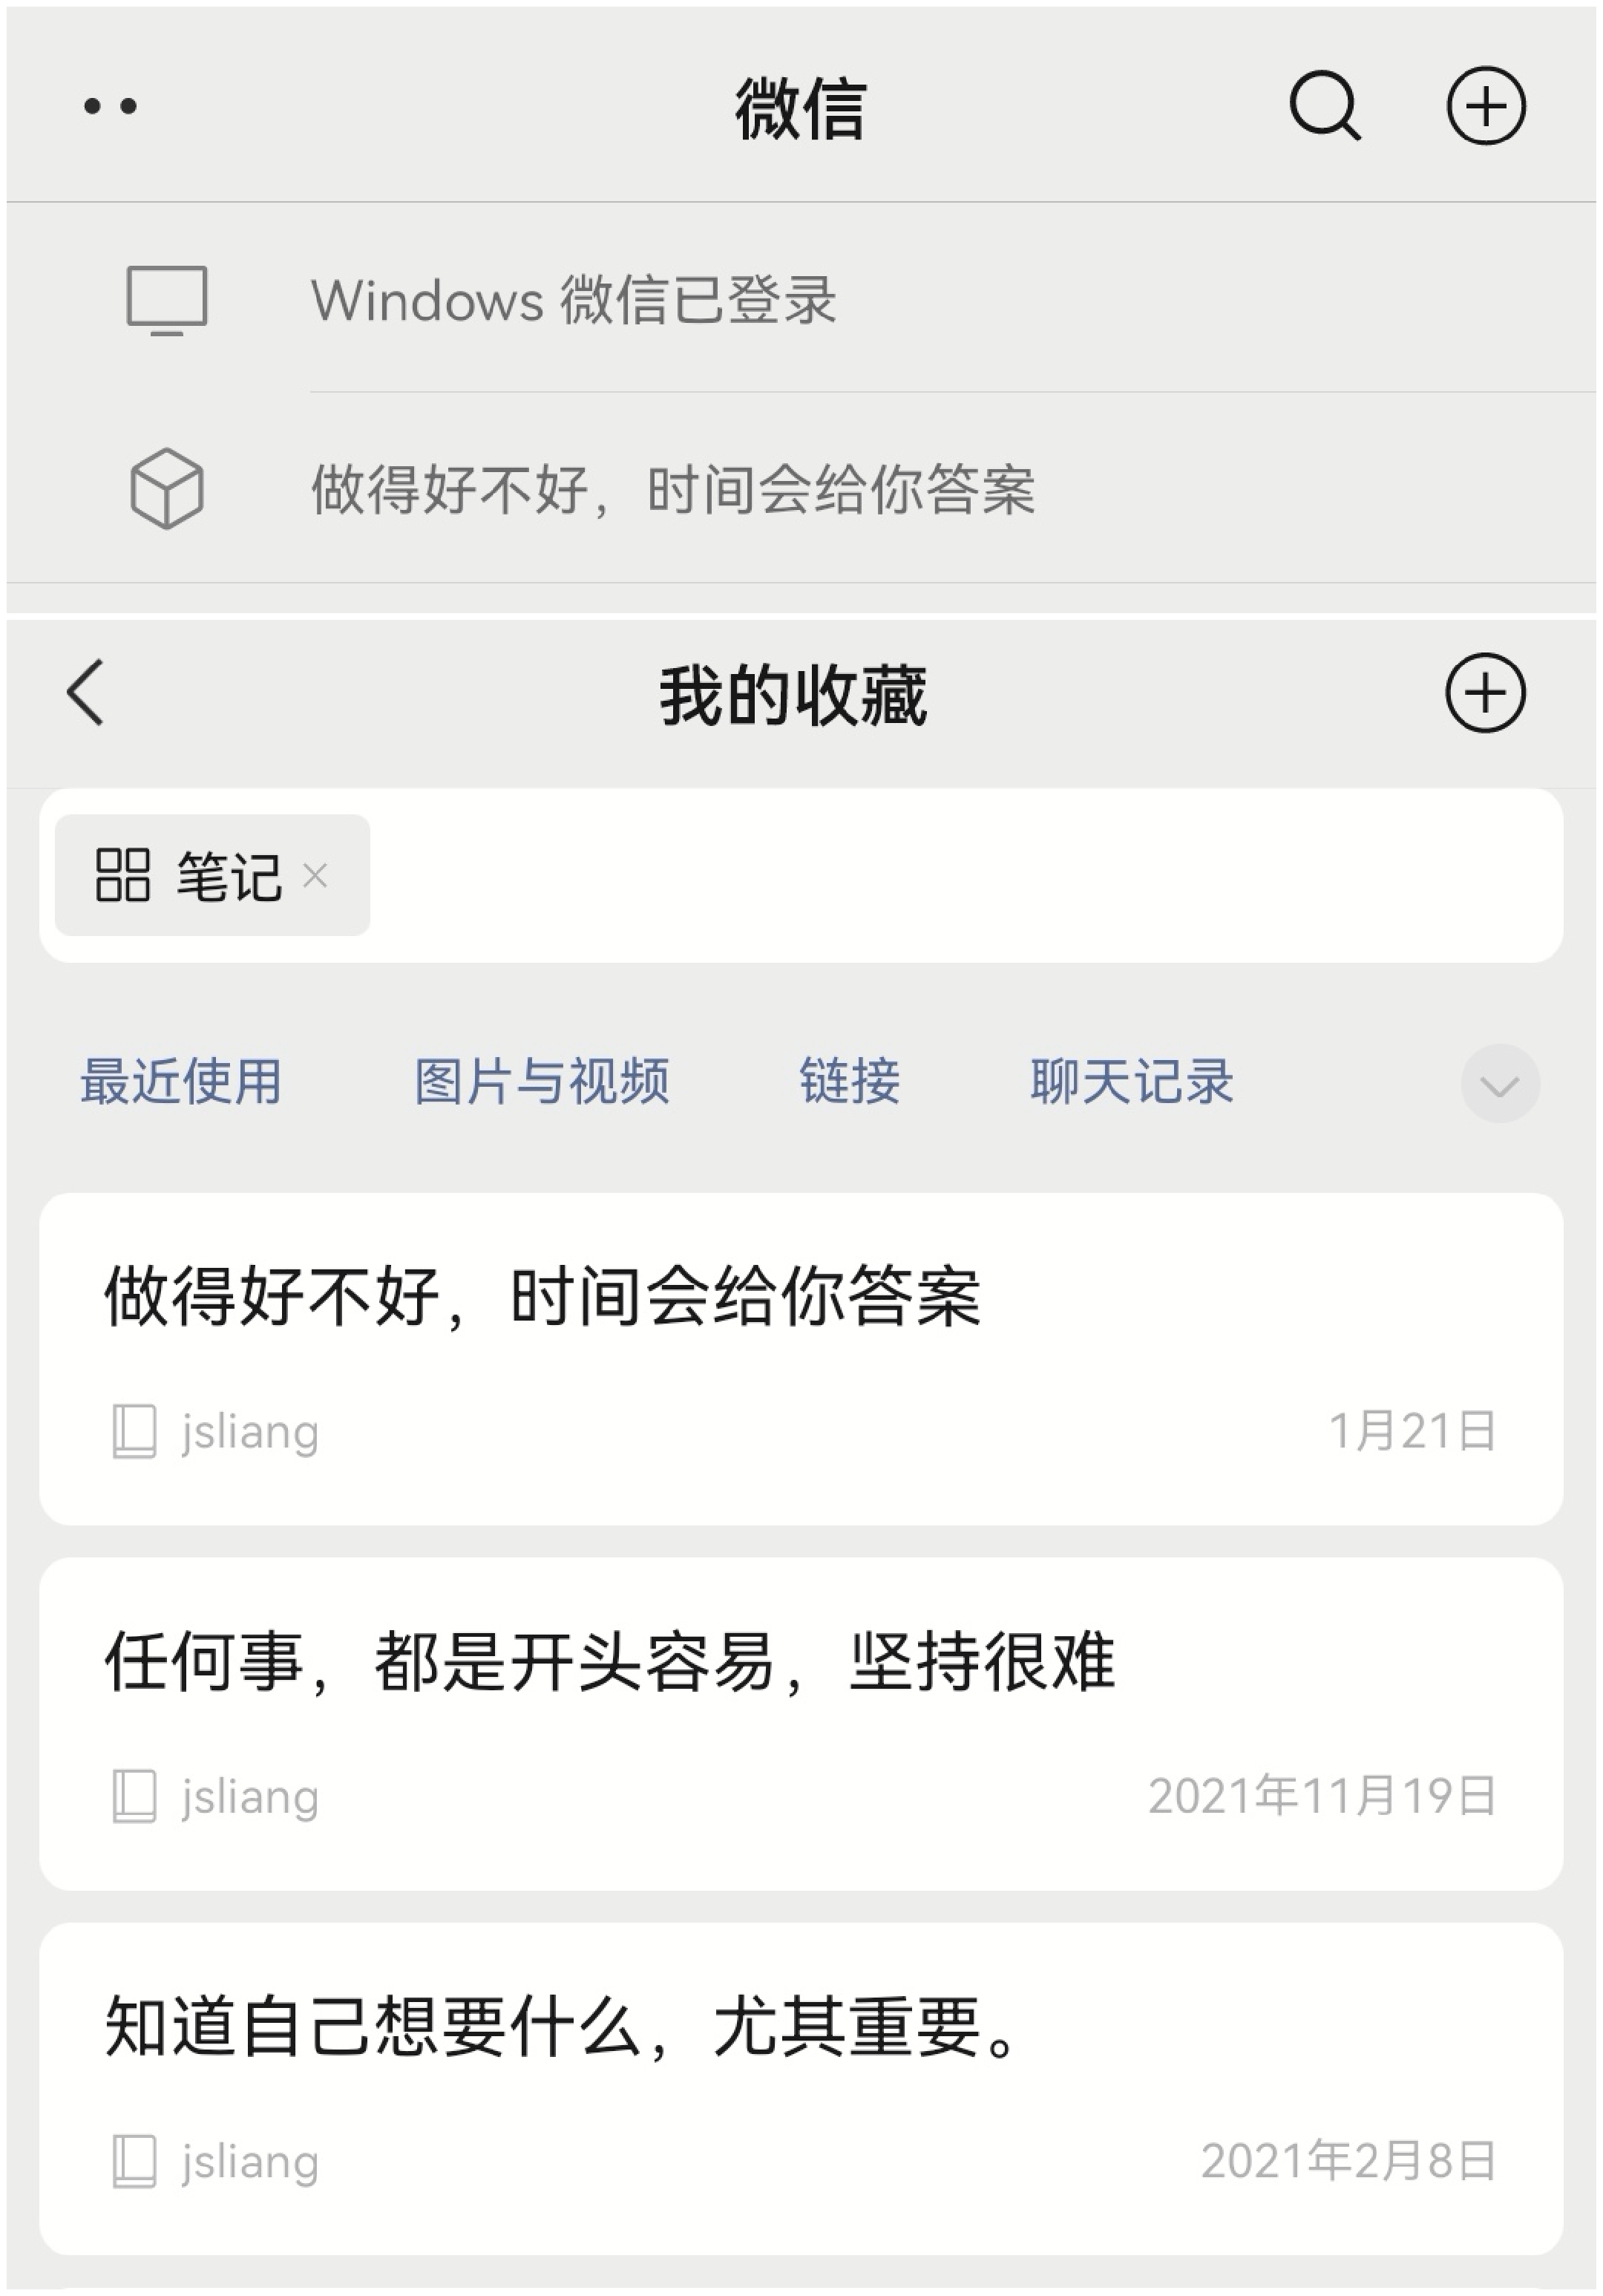 微信
Windows 微信已登录
做得好不好，时间会给你答案
我的收藏
笔记
最近使用 图片与视频 链接 聊天记录
做得好不好，时间会给你答案
jsliang 1月21日
任何事，都是开头容易，坚持很难
jsliang 2021年11月19日
知道自己想要什么，尤其重要。
jsliang 2021年2月8日